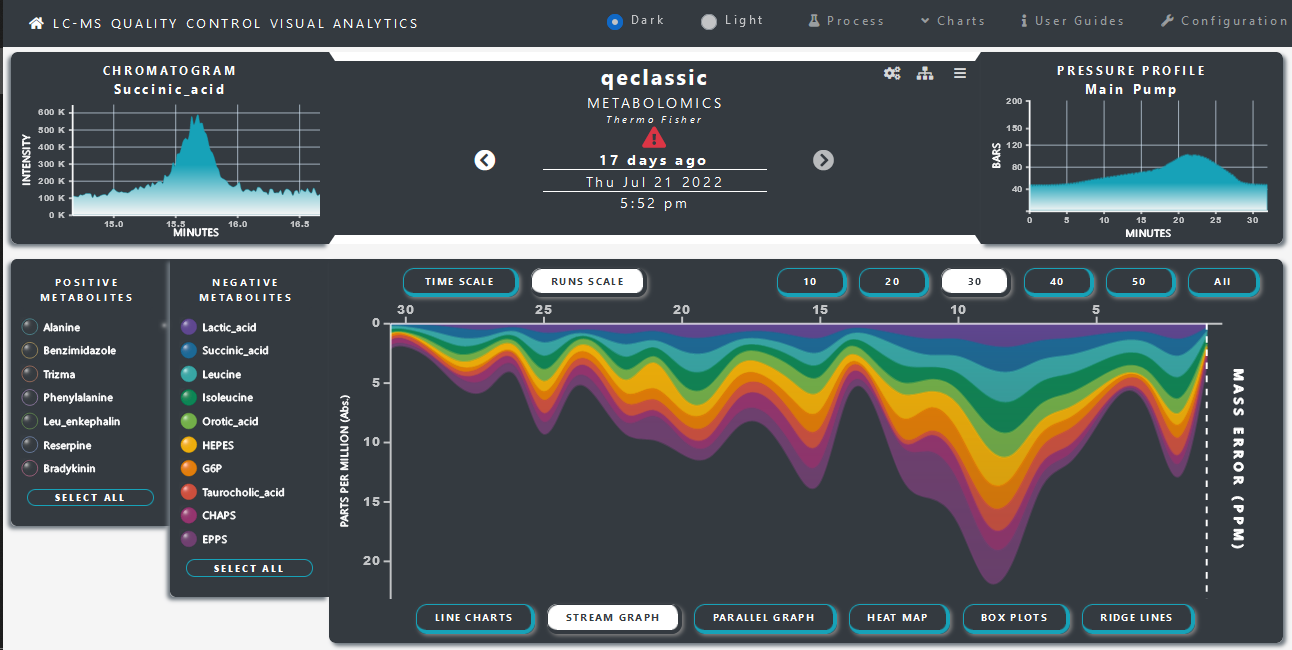 LC-MS QUALITY CONTROL VISUAL ANALYTICS
Dark
Light
Process
Charts
User Guides
Configuration
CHROMATOGRAM
Succinic_acid
INTENSITY
600 K
500 K
400 K
300 K
200 K
100 K
0 K
15.0
15.5
16.0
16.5
MINUTES
qeclassic
METABOLOMICS
Thermo Fisher
17 days ago
Thu Jul 21 2022
5:52 pm
PRESSURE PROFILE
Main Pump
BARS
200
150
120
80
40
0
5
10
15
20
25
30
MINUTES
POSITIVE
METABOLITES
Alanine
Benzimidazole
Trizma
Phenylalanine
Leu_enkephalin
Reserpine
Bradykinin
SELECT ALL
NEGATIVE
METABOLITES
Lactic_acid
Succinic_acid
Leucine
Isoleucine
Orotic_acid
HEPES
G6P
Taurocholic_acid
CHAPS
EPPS
SELECT ALL
TIME SCALE
RUNS SCALE
10
20
30
40
50
All
30
25
20
15
10
5
0
5
10
15
20
PARTS PER MILLION (Abs.)
MASS ERROR (PPM)
LINE CHARTS
STREAM GRAPH
PARALLEL GRAPH
HEAT MAP
BOX PLOTS
RIDGE LINES